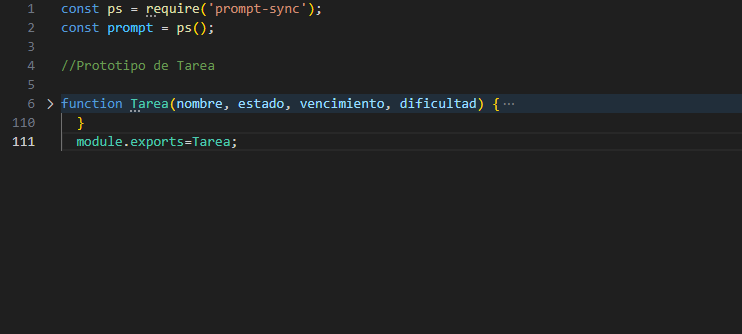 1 const ps = require('prompt-sync');
2 const prompt = ps();
3
4 //Prototipo de Tarea
5
6 function Tarea(nombre, estado, vencimiento, dificultad) { ···
110 }
111 module.exports=Tarea;